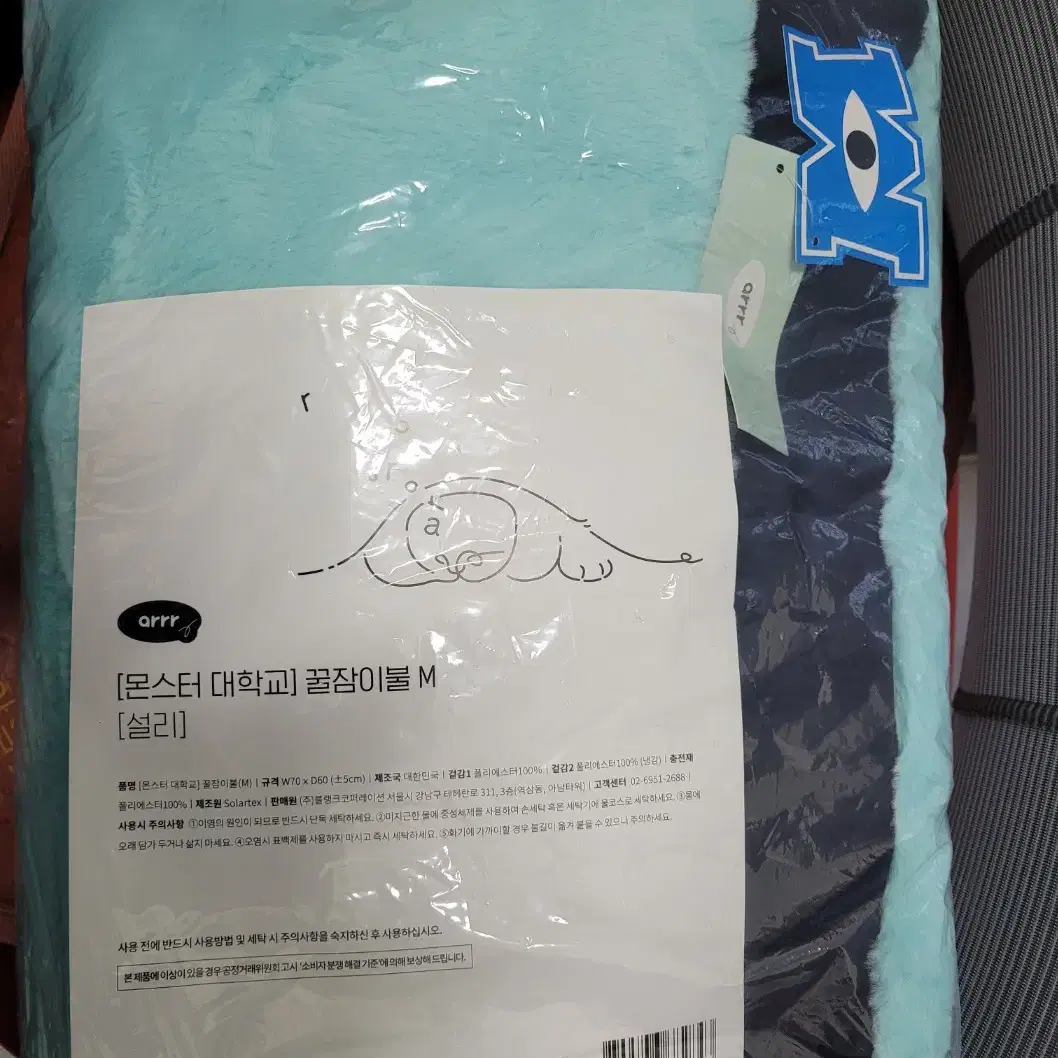 arrr
r
a
arrr
[몬스터 대학교] 꿀잠이불 M
[설리]
품명 [몬스터 대학교] 꿀잠이불(M) | 규격 W70 x D60 (±5cm) | 제조국 대한민국 | 겉감1 폴리에스터100% | 겉감2 폴리에스터100% (냉감) | 충전재
폴리에스터100% | 제조원 Solartex | 판매원 (주)블랭크코퍼레이션 서울시 강남구 테헤란로 311, 3층(역삼동, 아남타워) | 고객센터 02-6951-2688 |
사용시 주의사항 ①이염의 원인이 되므로 반드시 단독 세탁하세요. ②미지근한 물에 중성세제를 사용하여 손세탁 혹은 세탁기에 울코스로 세탁하세요. ③물에
오래 담가 두거나 삶지 마세요. ④오염시 표백제를 사용하지 마시고 즉시 세탁하세요. ⑤화기에 가까이할 경우 불길이 옮겨 붙을 수 있으니 주의하세요.
사용 전에 반드시 사용방법 및 세탁 시 주의사항을 숙지하신 후 사용하십시오.
본 제품에 이상이 있을 경우 공정거래위원회 고시 '소비자 분쟁 해결 기준'에 의해 보상해 드립니다.